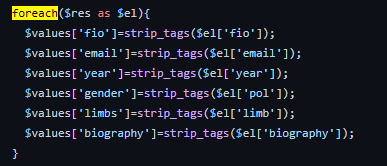 foreach($res as $el){
$values['fio']=strip_tags($el['fio']);
$values['email']=strip_tags($el['email']);
$values['year']=strip_tags($el['year']);
$values['gender']=strip_tags($el['pol']);
$values['limbs']=strip_tags($el['limb']);
$values['biography']=strip_tags($el['biography']);
}